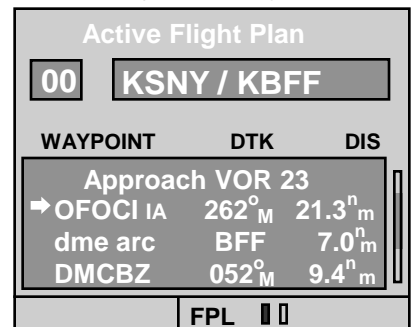 Active Flight Plan
00 KSNY / KBFF
WAYPOINT DTK DIS
Approach VOR 23
➡OFOCI IA 262°M 21.3nm
dme arc BFF 7.0nm
DMCBZ 052°M 9.4nm
FPL